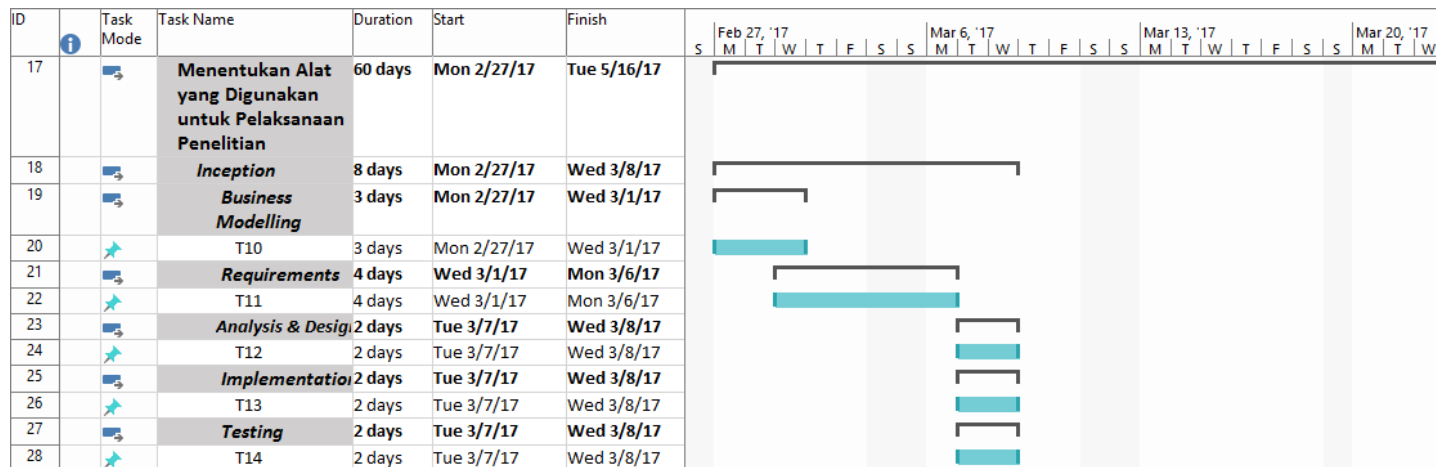 ID Task Mode Task Name Duration Start Finish
Feb 27, '17 Mar 6, '17 Mar 13, '17 Mar 20, '17
S M T W T F S S M T W T F S S M T W T F S S M T W
17 Menentukan Alat yang Digunakan untuk Pelaksanaan Penelitian 60 days Mon 2/27/17 Tue 5/16/17
18 Inception 8 days Mon 2/27/17 Wed 3/8/17
19 Business Modelling 3 days Mon 2/27/17 Wed 3/1/17
20 T10 3 days Mon 2/27/17 Wed 3/1/17
21 Requirements 4 days Wed 3/1/17 Mon 3/6/17
22 T11 4 days Wed 3/1/17 Mon 3/6/17
23 Analysis & Desig 2 days Tue 3/7/17 Wed 3/8/17
24 T12 2 days Tue 3/7/17 Wed 3/8/17
25 Implementatio 2 days Tue 3/7/17 Wed 3/8/17
26 T13 2 days Tue 3/7/17 Wed 3/8/17
27 Testing 2 days Tue 3/7/17 Wed 3/8/17
28 T14 2 days Tue 3/7/17 Wed 3/8/17